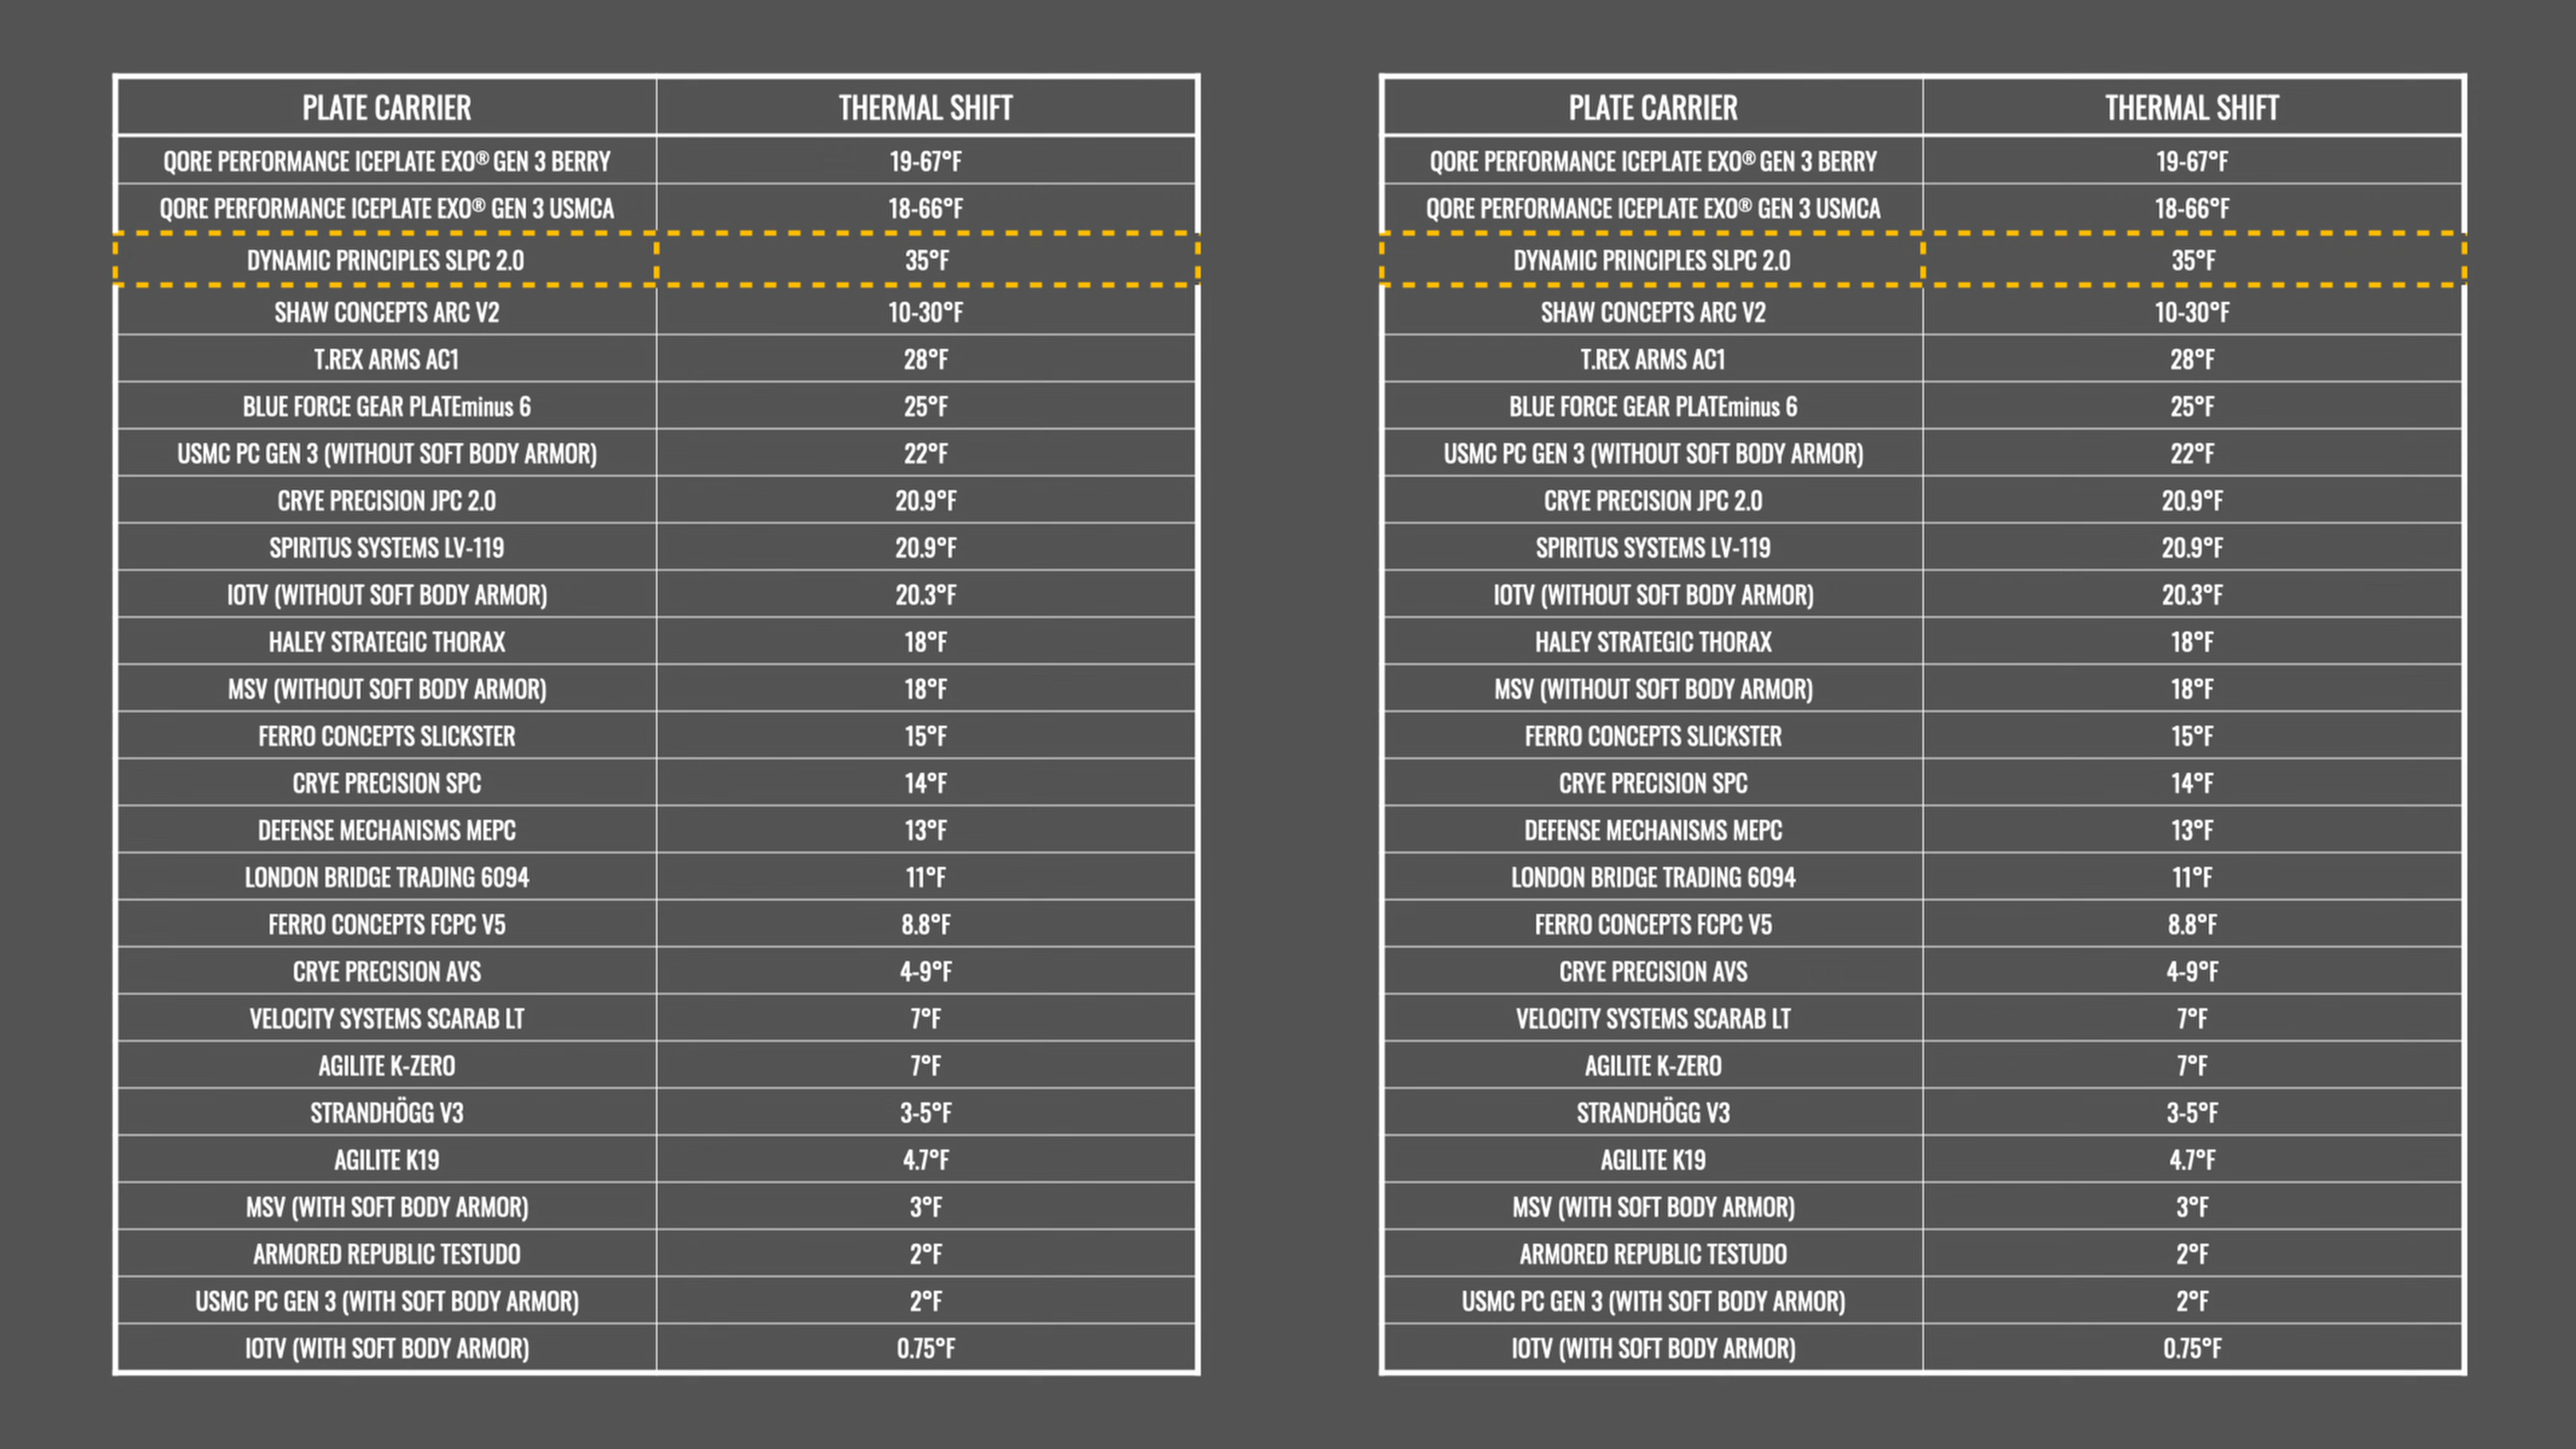 PLATE CARRIER THERMAL SHIFT
QORE PERFORMANCE ICEPLATE EXO® GEN 3 BERRY 19-67°F
QORE PERFORMANCE ICEPLATE EXO® GEN 3 USMCA 18-66°F
DYNAMIC PRINCIPLES SLPC 2.0 35°F
SHAW CONCEPTS ARC V2 10-30°F
T.REX ARMS AC1 28°F
BLUE FORCE GEAR PLATEminus 6 25°F
USMC PC GEN 3 (WITHOUT SOFT BODY ARMOR) 22°F
CRYE PRECISION JPC 2.0 20.9°F
SPIRITUS SYSTEMS LV-119 20.9°F
IOTV (WITHOUT SOFT BODY ARMOR) 20.3°F
HALEY STRATEGIC THORAX 18°F
MSV (WITHOUT SOFT BODY ARMOR) 18°F
FERRO CONCEPTS SLICKSTER 15°F
CRYE PRECISION SPC 14°F
DEFENSE MECHANISMS MEPC 13°F
LONDON BRIDGE TRADING 6094 11°F
FERRO CONCEPTS FCPC V5 8.8°F
CRYE PRECISION AVS 4-9°F
VELOCITY SYSTEMS SCARAB LT 7°F
AGILITE K-ZERO 7°F
STRANDHÖGG V3 3-5°F
AGILITE K19 4.7°F
MSV (WITH SOFT BODY ARMOR) 3°F
ARMORED REPUBLIC TESTUDO 2°F
USMC PC GEN 3 (WITH SOFT BODY ARMOR) 2°F
IOTV (WITH SOFT BODY ARMOR) 0.75°F
PLATE CARRIER THERMAL SHIFT
QORE PERFORMANCE ICEPLATE EXO® GEN 3 BERRY 19-67°F
QORE PERFORMANCE ICEPLATE EXO® GEN 3 USMCA 18-66°F
DYNAMIC PRINCIPLES SLPC 2.0 35°F
SHAW CONCEPTS ARC V2 10-30°F
T.REX ARMS AC1 28°F
BLUE FORCE GEAR PLATEminus 6 25°F
USMC PC GEN 3 (WITHOUT SOFT BODY ARMOR) 22°F
CRYE PRECISION JPC 2.0 20.9°F
SPIRITUS SYSTEMS LV-119 20.9°F
IOTV (WITHOUT SOFT BODY ARMOR) 20.3°F
HALEY STRATEGIC THORAX 18°F
MSV (WITHOUT SOFT BODY ARMOR) 18°F
FERRO CONCEPTS SLICKSTER 15°F
CRYE PRECISION SPC 14°F
DEFENSE MECHANISMS MEPC 13°F
LONDON BRIDGE TRADING 6094 11°F
FERRO CONCEPTS FCPC V5 8.8°F
CRYE PRECISION AVS 4-9°F
VELOCITY SYSTEMS SCARAB LT 7°F
AGILITE K-ZERO 7°F
STRANDHÖGG V3 3-5°F
AGILITE K19 4.7°F
MSV (WITH SOFT BODY ARMOR) 3°F
ARMORED REPUBLIC TESTUDO 2°F
USMC PC GEN 3 (WITH SOFT BODY ARMOR) 2°F
IOTV (WITH SOFT BODY ARMOR) 0.75°F